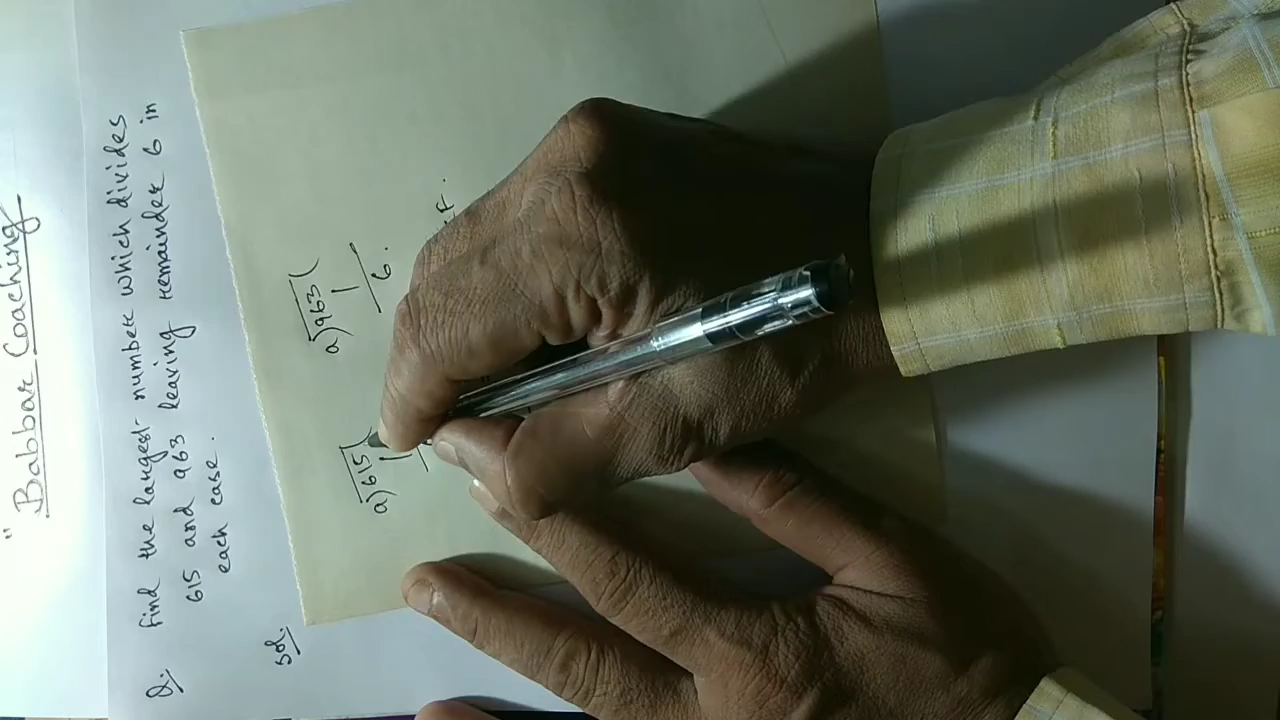 "Babbar Coaching
Q. Find the largest number which divides
615 and 963 leaving remainder 6 in
each case.
Sol.
a)615( a)963(
6.